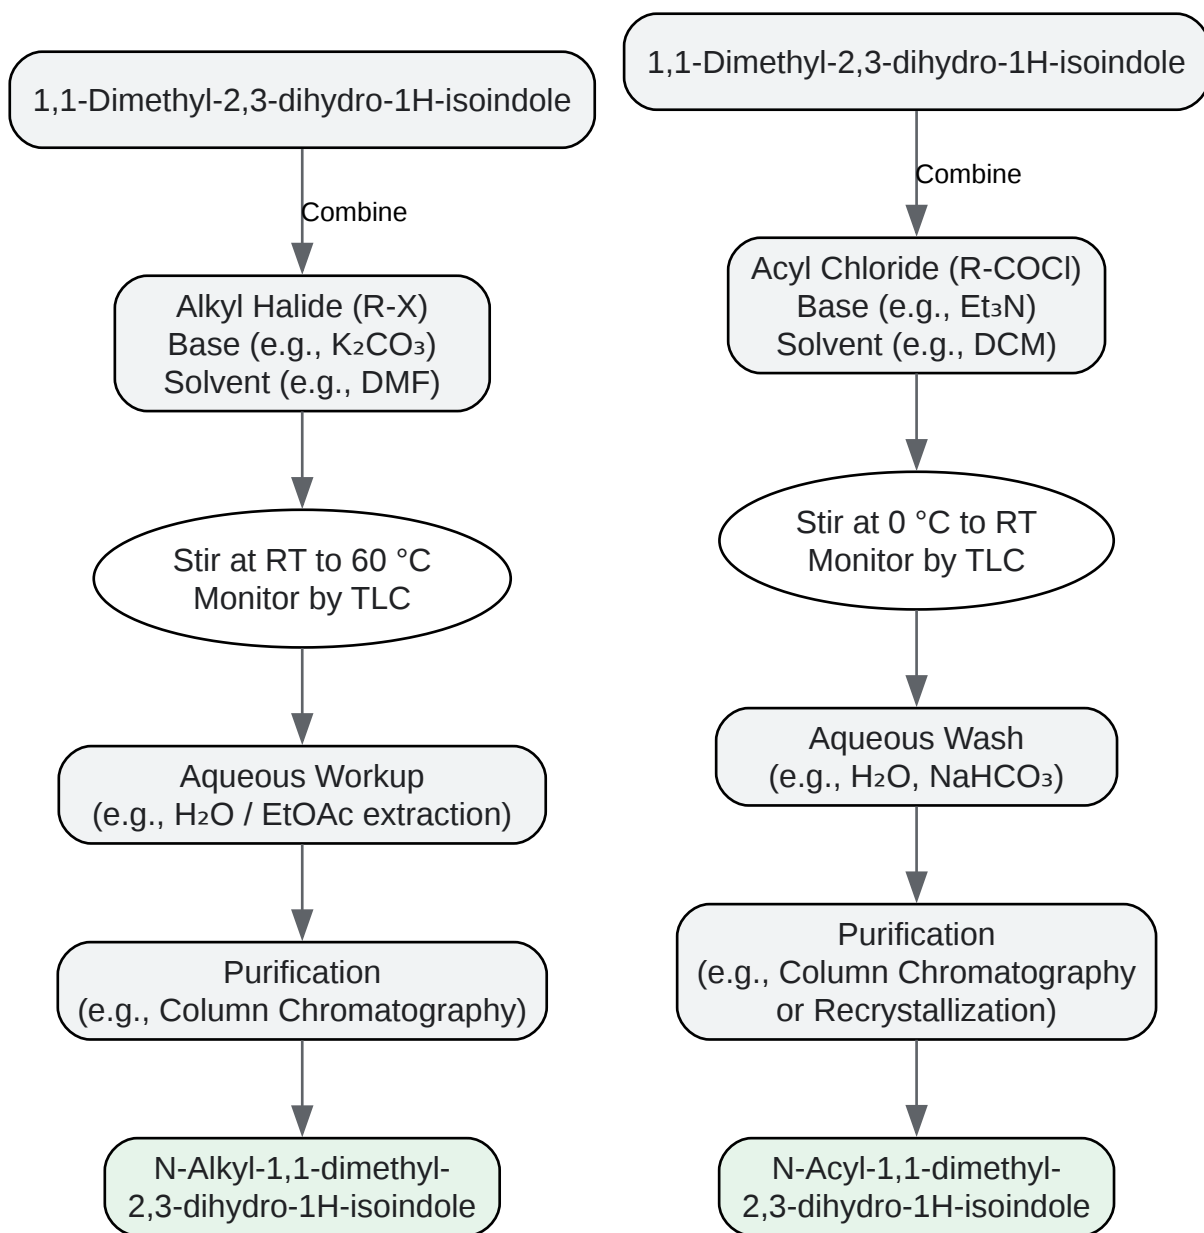 1,1-Dimethyl-2,3-dihydro-1H-isoindole
Combine
Alkyl Halide (R-X)
Base (e.g., K₂CO₃)
Solvent (e.g., DMF)
Stir at RT to 60 °C
Monitor by TLC
Aqueous Workup
(e.g., H₂O / EtOAc extraction)
Purification
(e.g., Column Chromatography)
N-Alkyl-1,1-dimethyl-
2,3-dihydro-1H-isoindole
1,1-Dimethyl-2,3-dihydro-1H-isoindole
Combine
Acyl Chloride (R-COCl)
Base (e.g., Et₃N)
Solvent (e.g., DCM)
Stir at 0 °C to RT
Monitor by TLC
Aqueous Wash
(e.g., H₂O, NaHCO₃)
Purification
(e.g., Column Chromatography
or Recrystallization)
N-Acyl-1,1-dimethyl-
2,3-dihydro-1H-isoindole